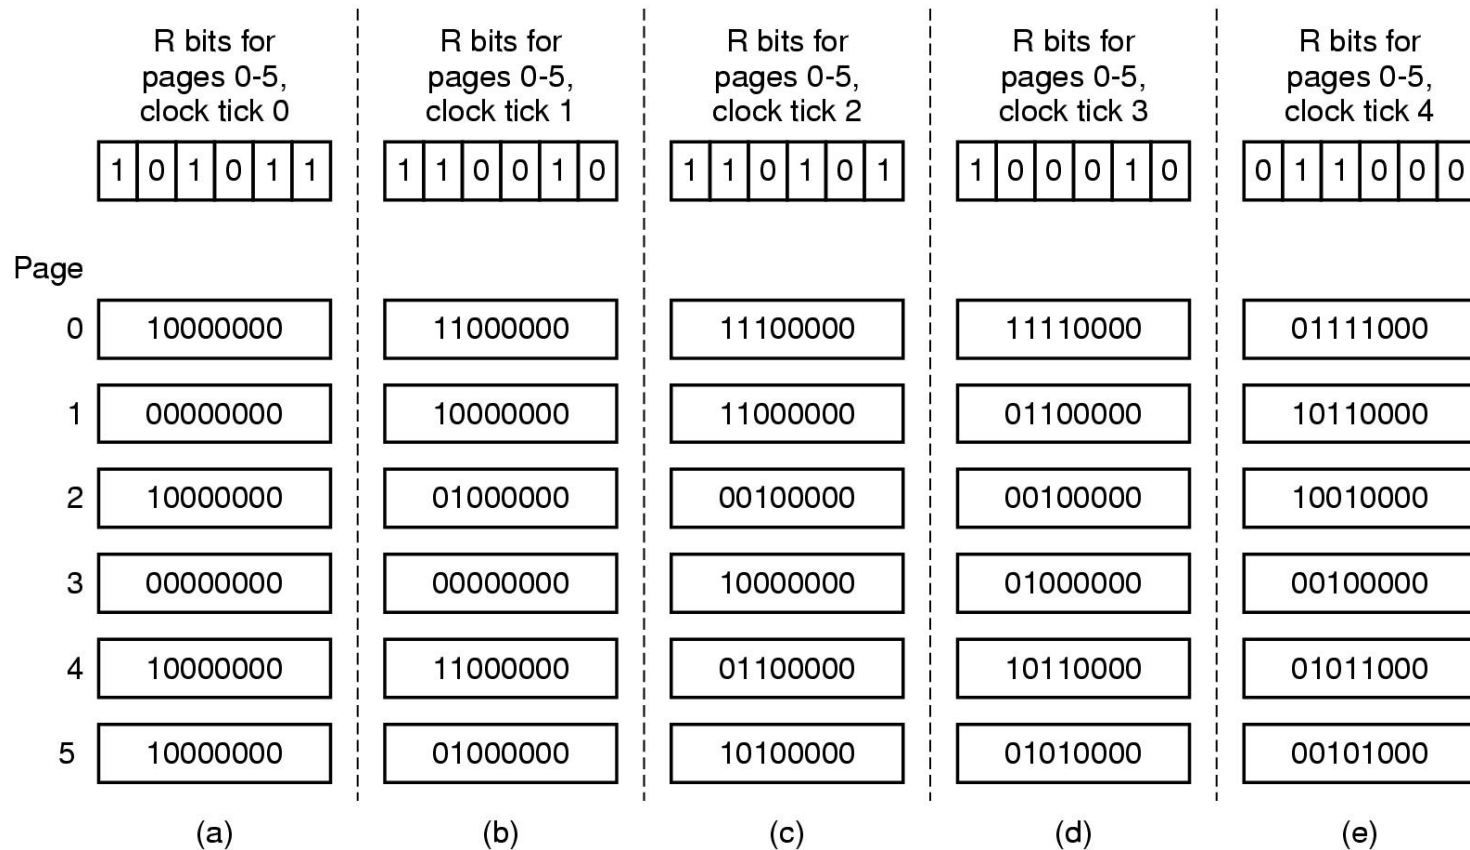 R bits for pages 0-5, clock tick 0
R bits for pages 0-5, clock tick 1
R bits for pages 0-5, clock tick 2
R bits for pages 0-5, clock tick 3
R bits for pages 0-5, clock tick 4
1 0 1 0 1 1
1 1 0 0 1 0
1 1 0 1 0 1
1 0 0 0 1 0
0 1 1 0 0 0
Page
0 10000000 11000000 11100000 11110000 01111000
1 00000000 10000000 11000000 01100000 10110000
2 10000000 01000000 00100000 00100000 10010000
3 00000000 00000000 10000000 01000000 00100000
4 10000000 11000000 01100000 10110000 01011000
5 10000000 01000000 10100000 01010000 00101000
(a) (b) (c) (d) (e)